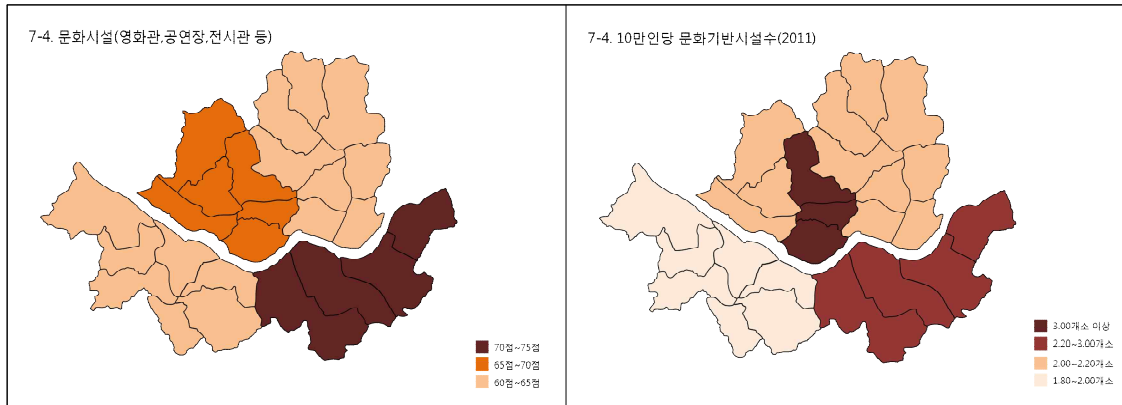 7-4. 문화시설(영화관,공연장,전시관 등)
70점~75점
65점~70점
60점~65점
7-4. 10만인당 문화기반시설수(2011)
3.00개소 이상
2.20~3.00개소
2.00~2.20개소
1.80~2.00개소